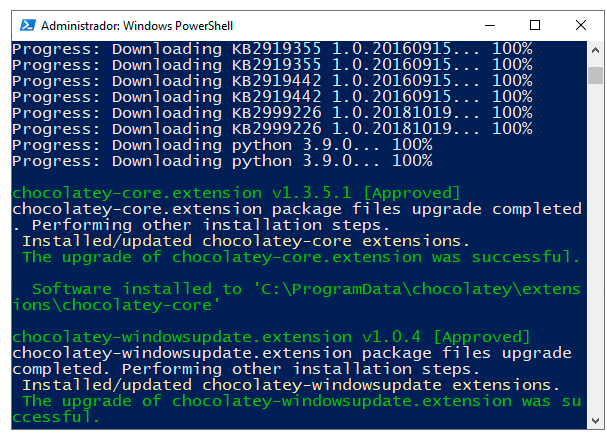 Administrador: Windows PowerShell
Progress: Downloading KB2919355 1.0.20160915... 100%
Progress: Downloading KB2919355 1.0.20160915... 100%
Progress: Downloading KB2919442 1.0.20160915... 100%
Progress: Downloading KB2919442 1.0.20160915... 100%
Progress: Downloading KB2999226 1.0.20181019... 100%
Progress: Downloading KB2999226 1.0.20181019... 100%
Progress: Downloading python 3.9.0... 100%
Progress: Downloading python 3.9.0... 100%
chocolatey-core.extension v1.3.5.1 [Approved]
chocolatey-core.extension package files upgrade completed
. Performing other installation steps.
Installed/updated chocolatey-core extensions.
The upgrade of chocolatey-core.extension was successful.
Software installed to 'C:\ProgramData\chocolatey\extens
ions\chocolatey-core'
chocolatey-windowsupdate.extension v1.0.4 [Approved]
chocolatey-windowsupdate.extension package files upgrade
completed. Performing other installation steps.
Installed/updated chocolatey-windowsupdate extensions.
The upgrade of chocolatey-windowsupdate.extension was su
ccessful.